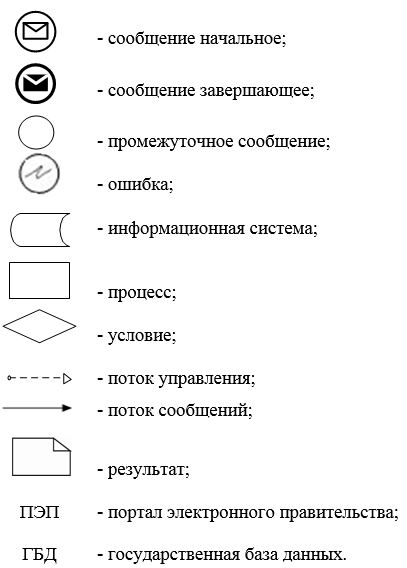 - сообщение начальное;
- сообщение завершающее;
- промежуточное сообщение;
- ошибка;
- информационная система;
- процесс;
- условие;
- поток управления;
- поток сообщений;
- результат;
ПЭП - портал электронного правительства;
ГБД - государственная база данных.